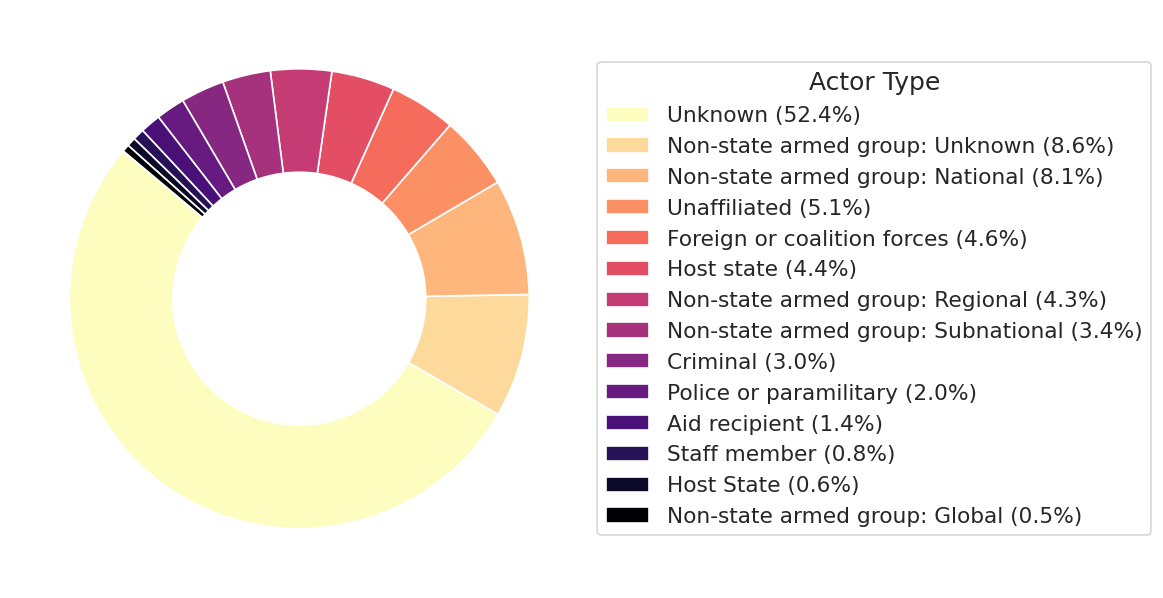 Actor Type
Unknown (52.4%)
Non-state armed group: Unknown (8.6%)
Non-state armed group: National (8.1%)
Unaffiliated (5.1%)
Foreign or coalition forces (4.6%)
Host state (4.4%)
Non-state armed group: Regional (4.3%)
Non-state armed group: Subnational (3.4%)
Criminal (3.0%)
Police or paramilitary (2.0%)
Aid recipient (1.4%)
Staff member (0.8%)
Host State (0.6%)
Non-state armed group: Global (0.5%)